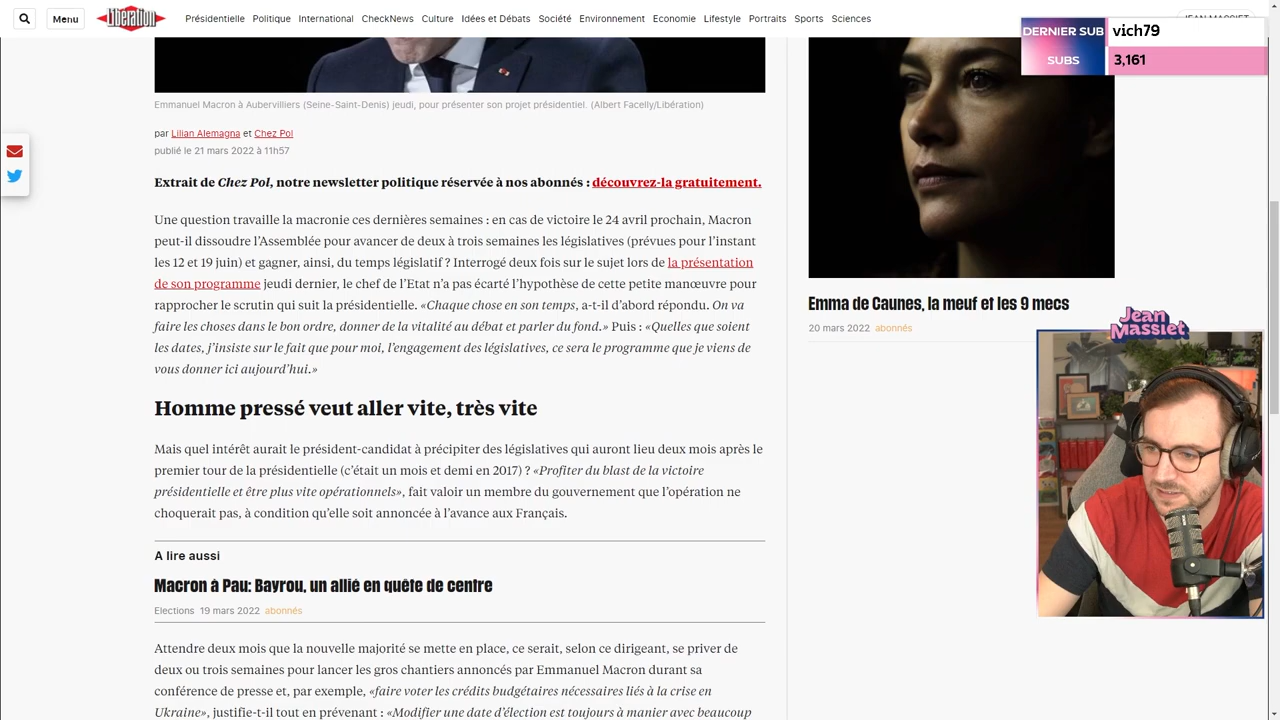 Menu
Libération
Présidentielle Politique International CheckNews Culture Idées et Débats Société Environnement Economie Lifestyle Portraits Sports Sciences
JEAN MASSIET
DERNIER SUB vich79
SUBS 3,161
Emmanuel Macron à Aubervilliers (Seine-Saint-Denis) jeudi, pour présenter son projet présidentiel. (Albert Facelly/Libération)
par Lilian Alemagna et Chez Pol
publié le 21 mars 2022 à 11h57
Extrait de Chez Pol, notre newsletter politique réservée à nos abonnés : découvrez-la gratuitement.
Une question travaille la macronie ces dernières semaines : en cas de victoire le 24 avril prochain, Macron
peut-il dissoudre l’Assemblée pour avancer de deux à trois semaines les législatives (prévues pour l’instant
les 12 et 19 juin) et gagner, ainsi, du temps législatif ? Interrogé deux fois sur le sujet lors de la présentation
de son programme jeudi dernier, le chef de l’Etat n’a pas écarté l’hypothèse de cette petite manœuvre pour
rapprocher le scrutin qui suit la présidentielle. «Chaque chose en son temps, a-t-il d’abord répondu. On va
faire les choses dans le bon ordre, donner de la vitalité au débat et parler du fond.» Puis : «Quelles que soient
les dates, j’insiste sur le fait que pour moi, l’engagement des législatives, ce sera le programme que je viens de
vous donner ici aujourd’hui.»
Homme pressé veut aller vite, très vite
Mais quel intérêt aurait le président-candidat à précipiter des législatives qui auront lieu deux mois après le
premier tour de la présidentielle (c’était un mois et demi en 2017) ? «Profiter du blast de la victoire
présidentielle et être plus vite opérationnels», fait valoir un membre du gouvernement que l’opération ne
choquerait pas, à condition qu’elle soit annoncée à l’avance aux Français.
A lire aussi
Macron à Pau: Bayrou, un allié en quête de centre
Elections 19 mars 2022 abonnés
Attendre deux mois que la nouvelle majorité se mette en place, ce serait, selon ce dirigeant, se priver de
deux ou trois semaines pour lancer les gros chantiers annoncés par Emmanuel Macron durant sa
conférence de presse et, par exemple, «faire voter les crédits budgétaires nécessaires liés à la crise en
Ukraine», justifie-t-il tout en prévenant : «Modifier une date d’élection est toujours à manier avec beaucoup
Emma de Caunes, la meuf et les 9 mecs
20 mars 2022 abonnés
Jean
Massiet